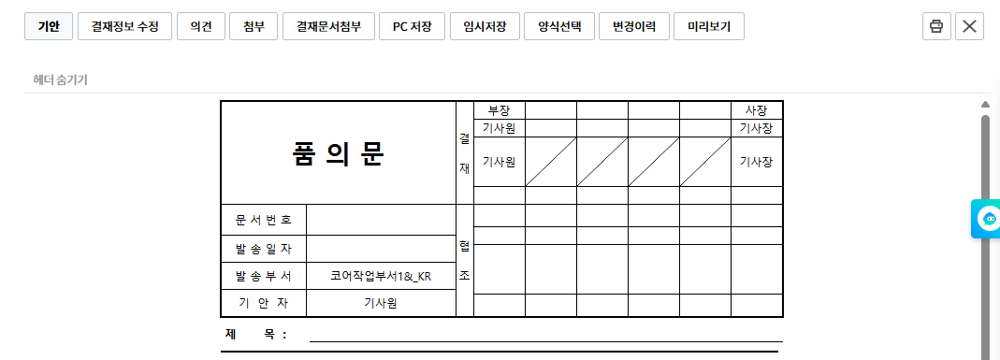 기안 결재정보 수정 의견 첨부 결재문서첨부 PC 저장 임시저장 양식선택 변경이력 미리보기
헤더 숨기기
품 의 문
결
재
부장 사장
기사원 기사장
기사원 기사장
문 서 번 호
발 송 일 자
발 송 부 서 코어작업부서1&_KR
기 안 자 기사원
협
조
제 목 :